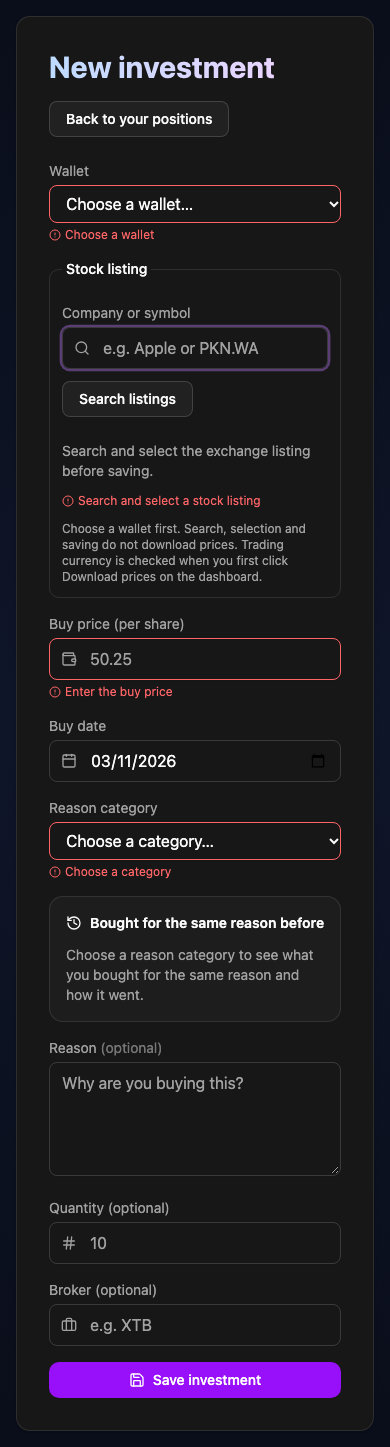 New investment
Back to your positions
Wallet
Choose a wallet...
Choose a wallet
Stock listing
Company or symbol
e.g. Apple or PKN.WA
Search listings
Search and select the exchange listing
before saving.
Search and select a stock listing
Choose a wallet first. Search, selection and
saving do not download prices. Trading
currency is checked when you first click
Download prices on the dashboard.
Buy price (per share)
50.25
Enter the buy price
Buy date
03/11/2026
Reason category
Choose a category...
Choose a category
Bought for the same reason before
Choose a reason category to see what
you bought for the same reason and
how it went.
Reason (optional)
Why are you buying this?
Quantity (optional)
10
Broker (optional)
e.g. XTB
Save investment